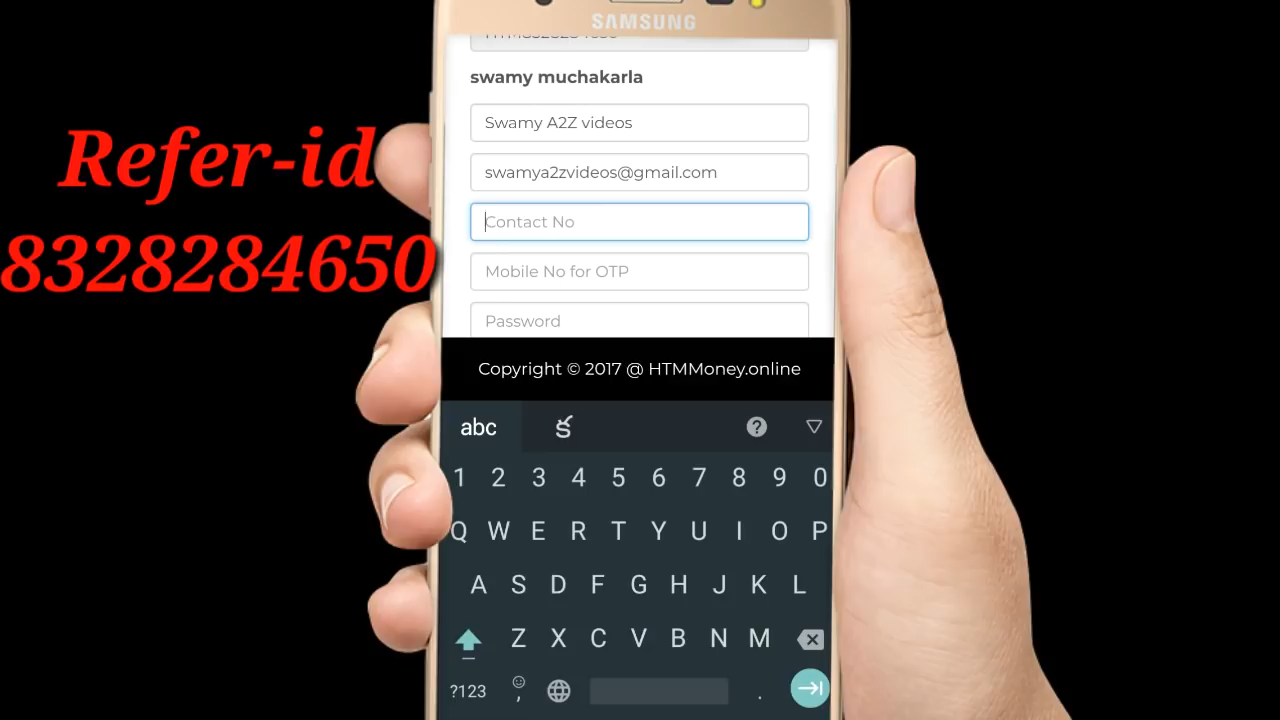 SAMSUNG
HTM8328284650
swamy muchakarla
Swamy A2Z videos
swamya2zvideos@gmail.com
Contact No
Mobile No for OTP
Password
Refer-id
8328284650
Copyright © 2017 @ HTMMoney.online
abc క ?
1 2 3 4 5 6 7 8 9 0
Q W E R T Y U I O P
A S D F G H J K L
Z X C V B N M
?123 , .